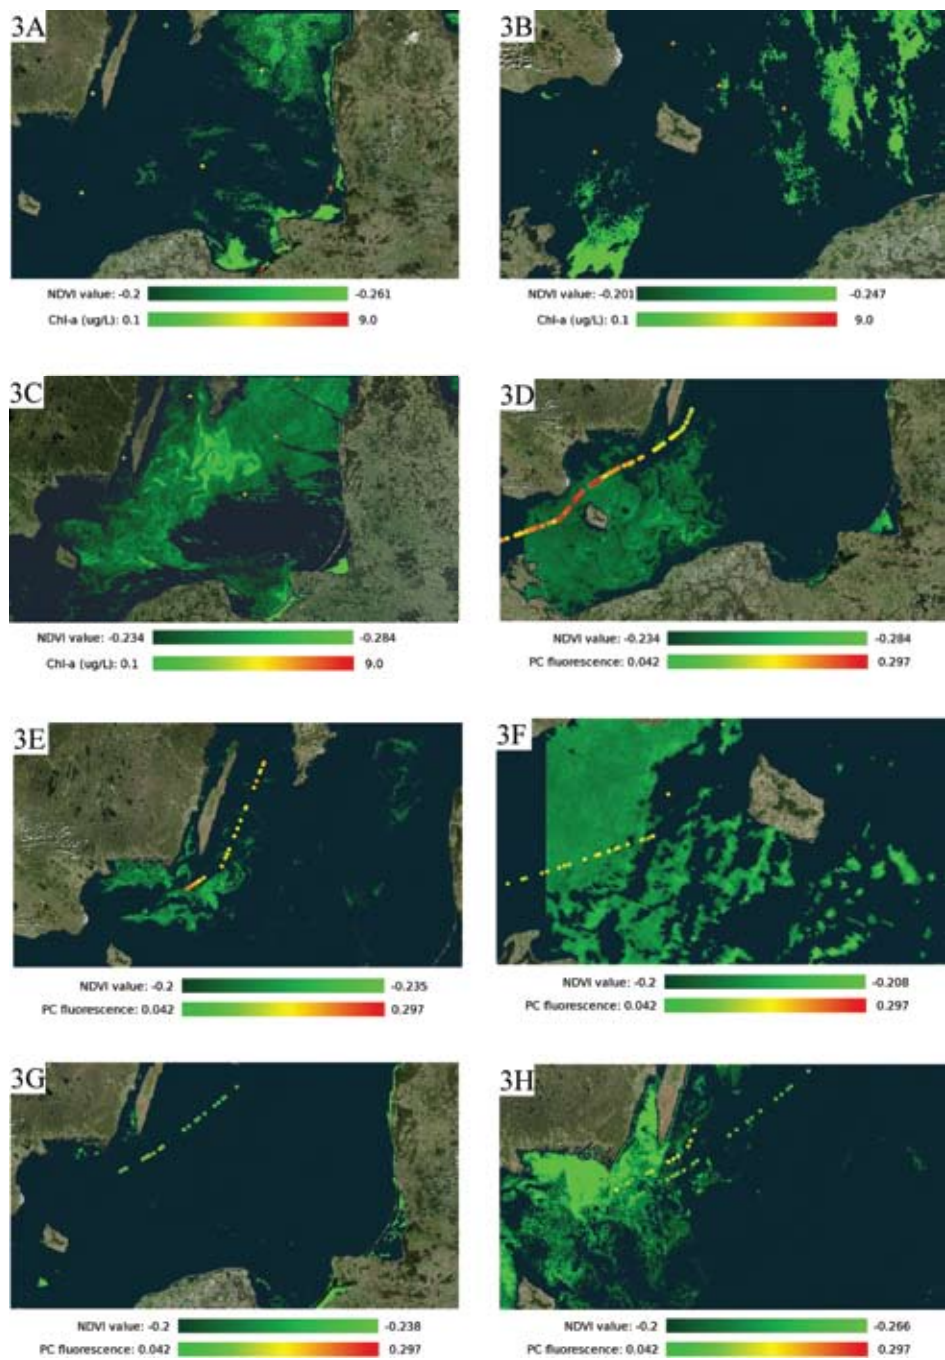 3A
3B
NDVI value: -0.2 -0.261
Chl-a (ug/L): 0.1 9.0
NDVI value: -0.201 -0.247
Chl-a (ug/L): 0.1 9.0
3C
3D
NDVI value: -0.234 -0.284
Chl-a (ug/L): 0.1 9.0
NDVI value: -0.234 -0.284
PC fluorescence: 0.042 0.297
3E
3F
NDVI value: -0.2 -0.235
PC fluorescence: 0.042 0.297
NDVI value: -0.2 -0.208
PC fluorescence: 0.042 0.297
3G
3H
NDVI value: -0.2 -0.238
PC fluorescence: 0.042 0.297
NDVI value: -0.2 -0.266
PC fluorescence: 0.042 0.297